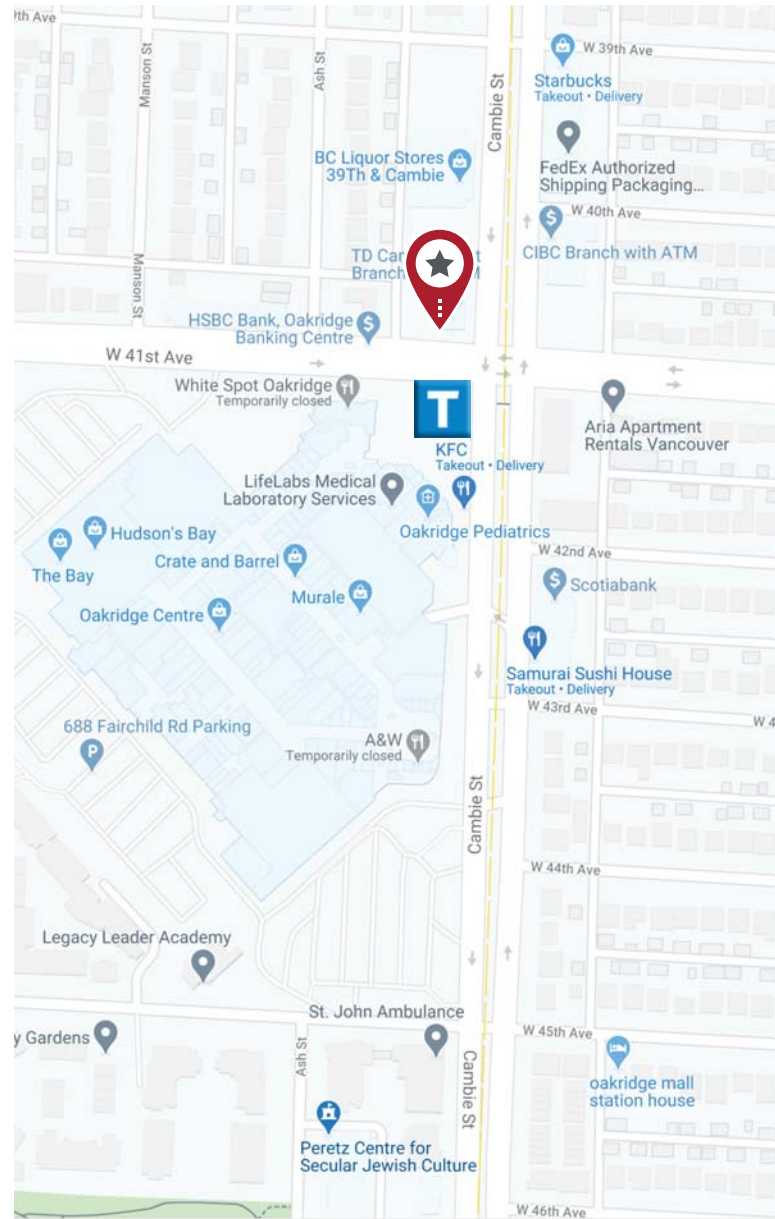 9th Ave
Manson St
Ash St
Cambie St
W 39th Ave
Starbucks
Takeout • Delivery
BC Liquor Stores
39Th & Cambie
FedEx Authorized
Shipping Packaging...
W 40th Ave
CIBC Branch with ATM
TD Can
t
Branch
M
Manson St
HSBC Bank, Oakridge
Banking Centre
W 41st Ave
White Spot Oakridge
Temporarily closed
T
Aria Apartment
Rentals Vancouver
KFC
Takeout • Delivery
LifeLabs Medical
Laboratory Services
Oakridge Pediatrics
Hudson's Bay
The Bay
Crate and Barrel
Murale
Oakridge Centre
W 42nd Ave
Scotiabank
Samurai Sushi House
Takeout • Delivery
W 43rd Ave
W 4
688 Fairchild Rd Parking
P
A&W
Temporarily closed
Cambie St
W 44th Ave
Legacy Leader Academy
St. John Ambulance
W 45th Ave
y Gardens
Ash St
Cambie St
oakridge mall
station house
Peretz Centre for
Secular Jewish Culture
W 46th Ave